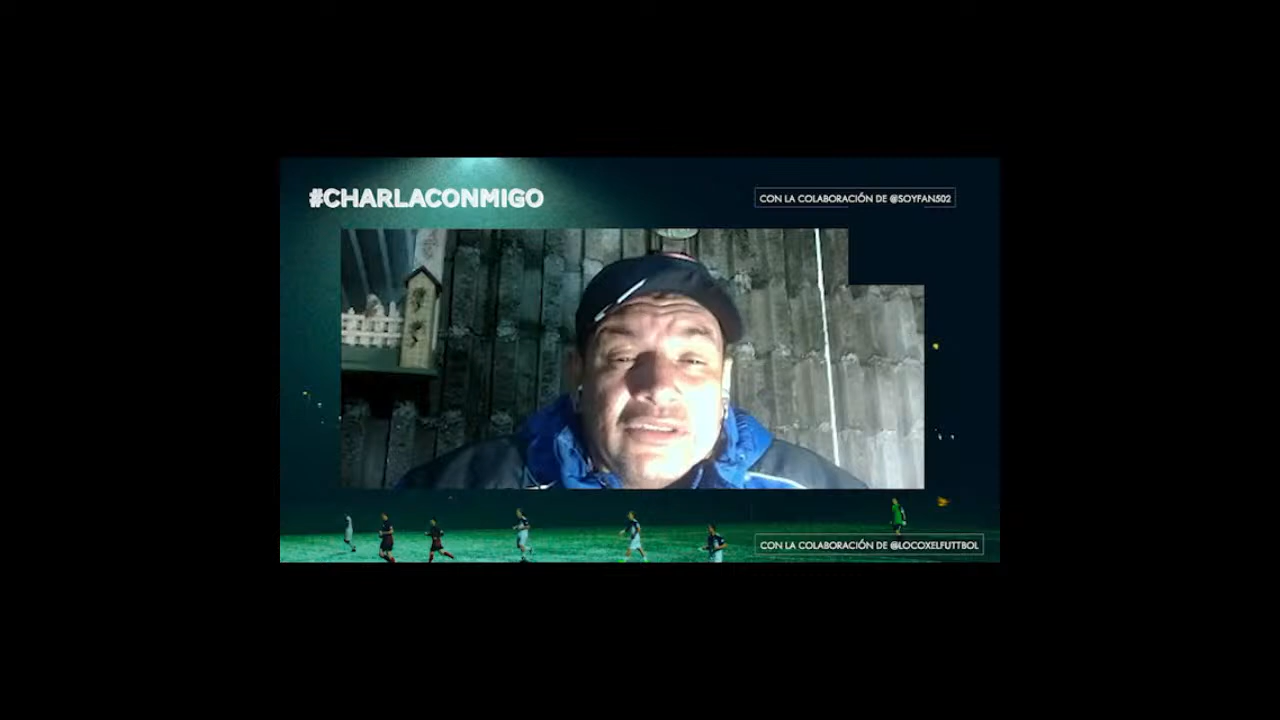 #CHARLACONMIGO
CON LA COLABORACIÓN DE @SOYFAN502
CON LA COLABORACIÓN DE @LOCOXELFUTTBOL